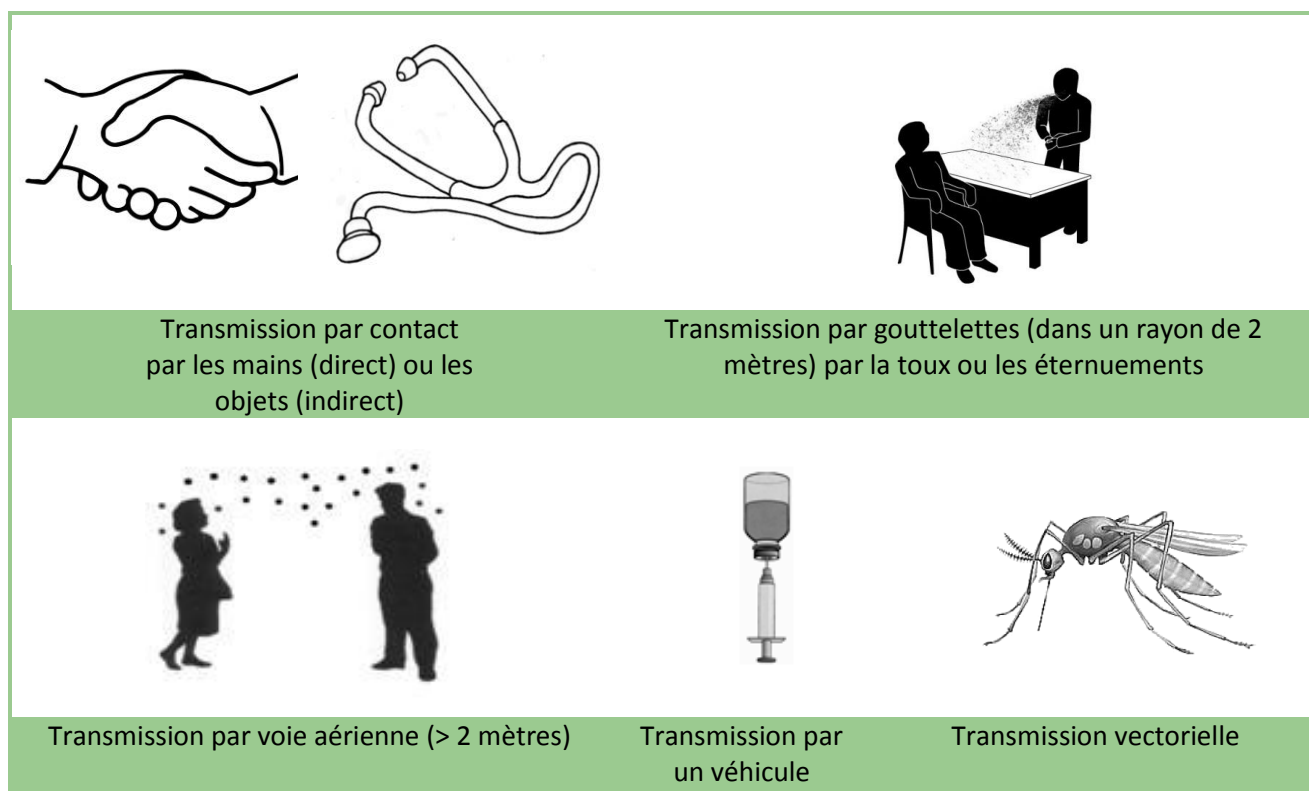 Transmission par contact
par les mains (direct) ou les
objets (indirect)
Transmission par gouttelettes (dans un rayon de 2
mètres) par la toux ou les éternuements
Transmission par voie aérienne (> 2 mètres)
Transmission par
un véhicule
Transmission vectorielle